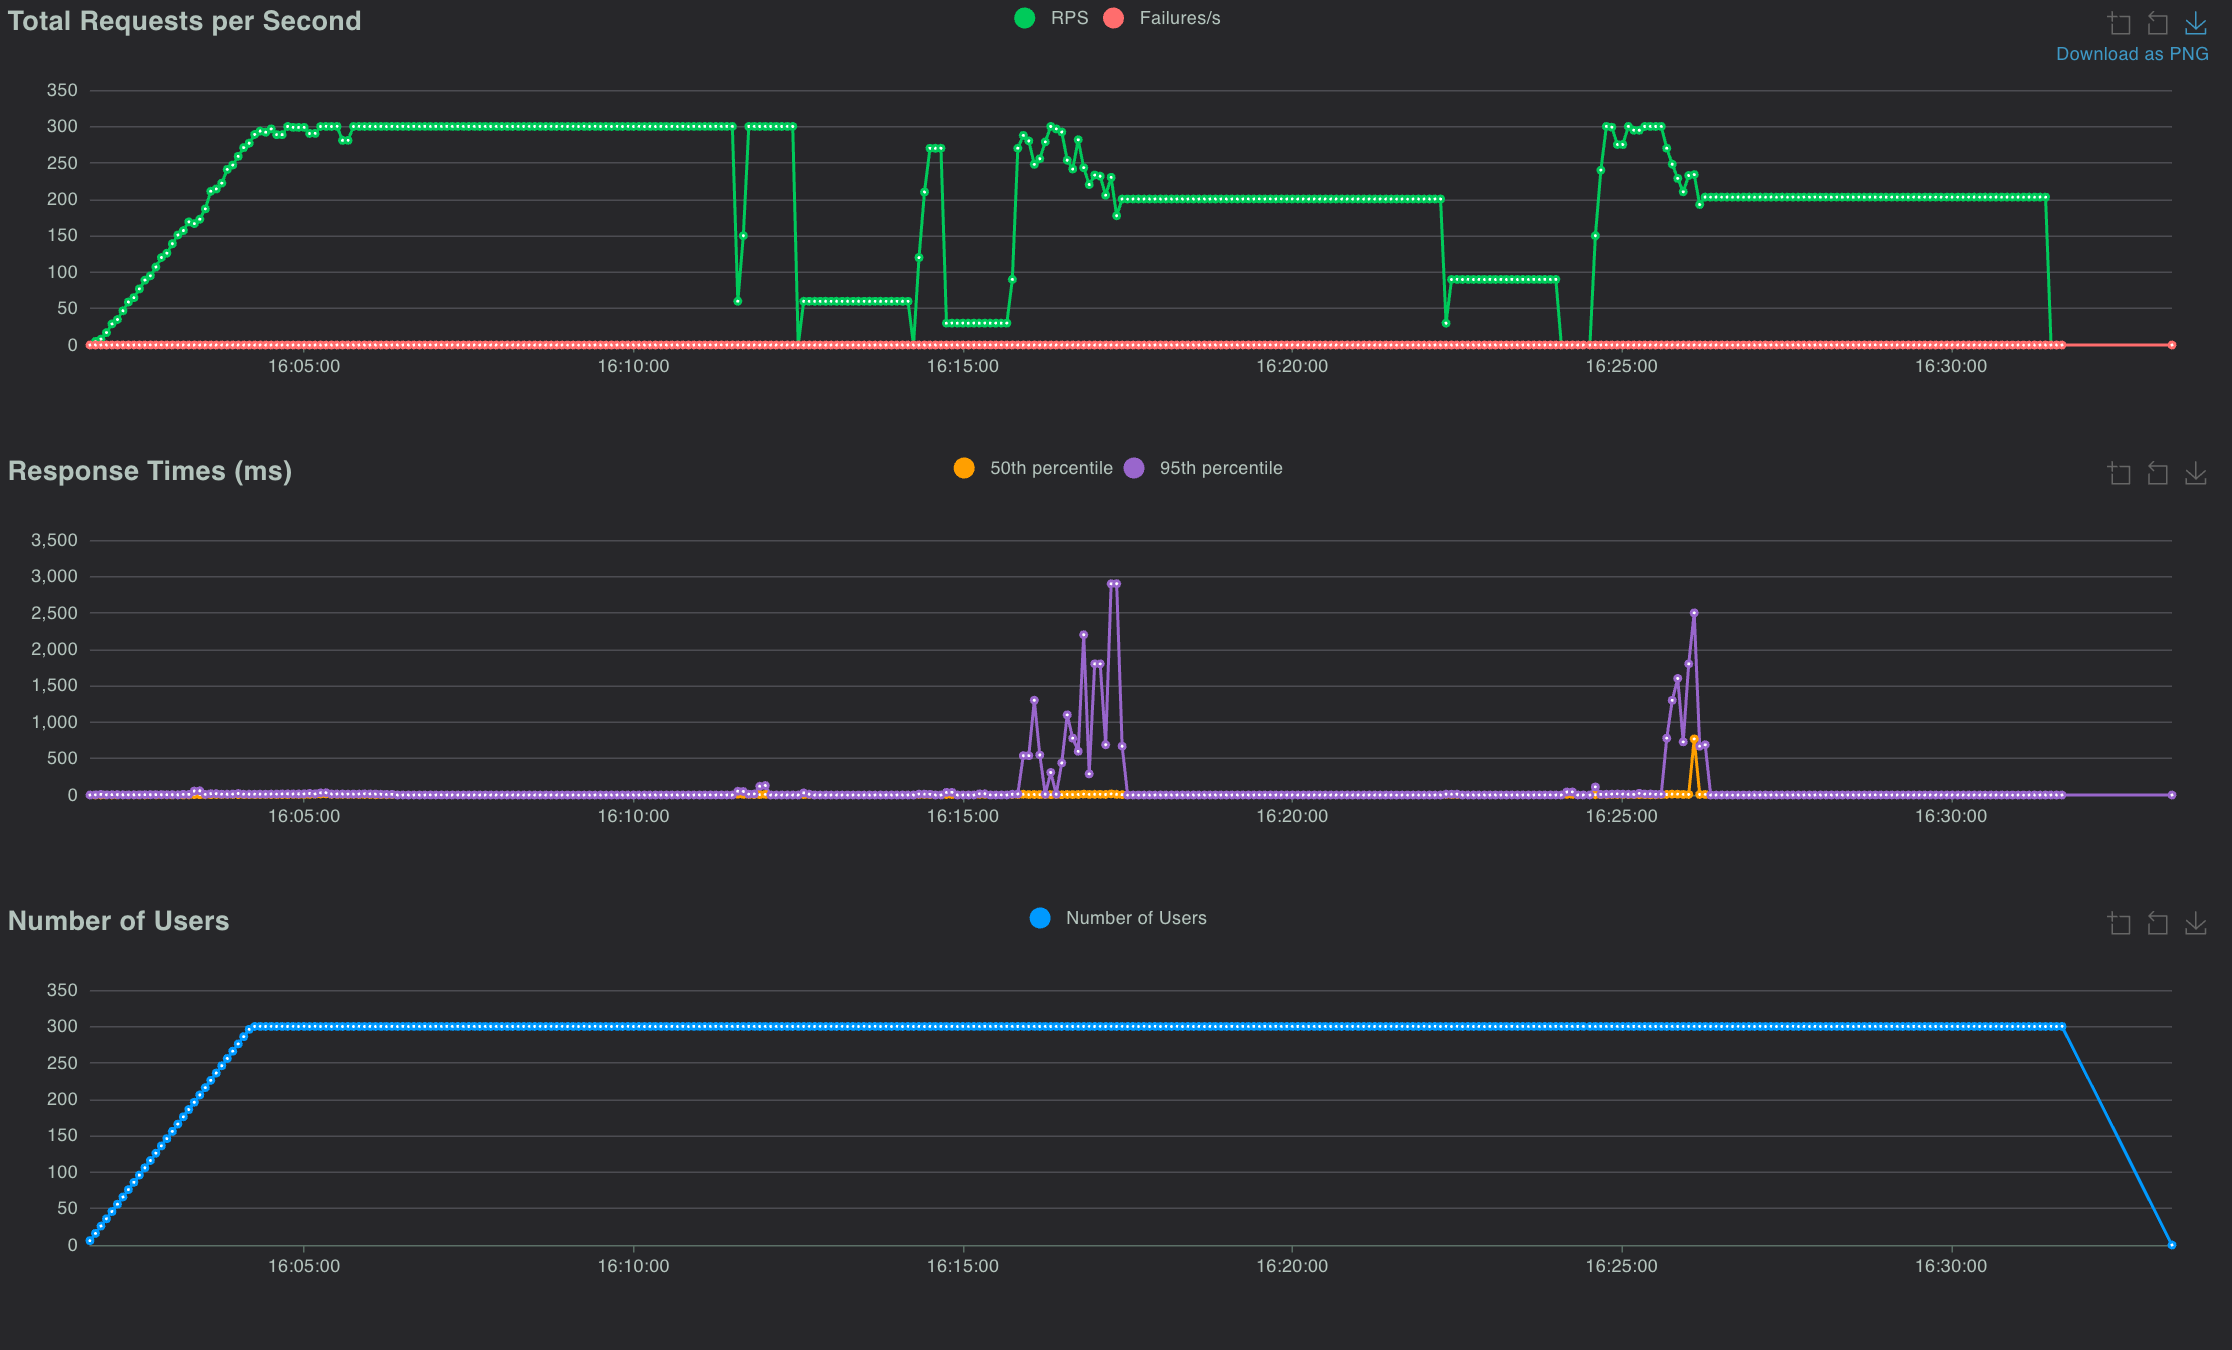 Total Requests per Second
RPS Failures/s
Download as PNG
350
300
250
200
150
100
50
0
16:05:00 16:10:00 16:15:00 16:20:00 16:25:00 16:30:00
Response Times (ms)
50th percentile 95th percentile
3,500
3,000
2,500
2,000
1,500
1,000
500
0
16:05:00 16:10:00 16:15:00 16:20:00 16:25:00 16:30:00
Number of Users
Number of Users
350
300
250
200
150
100
50
0
16:05:00 16:10:00 16:15:00 16:20:00 16:25:00 16:30:00